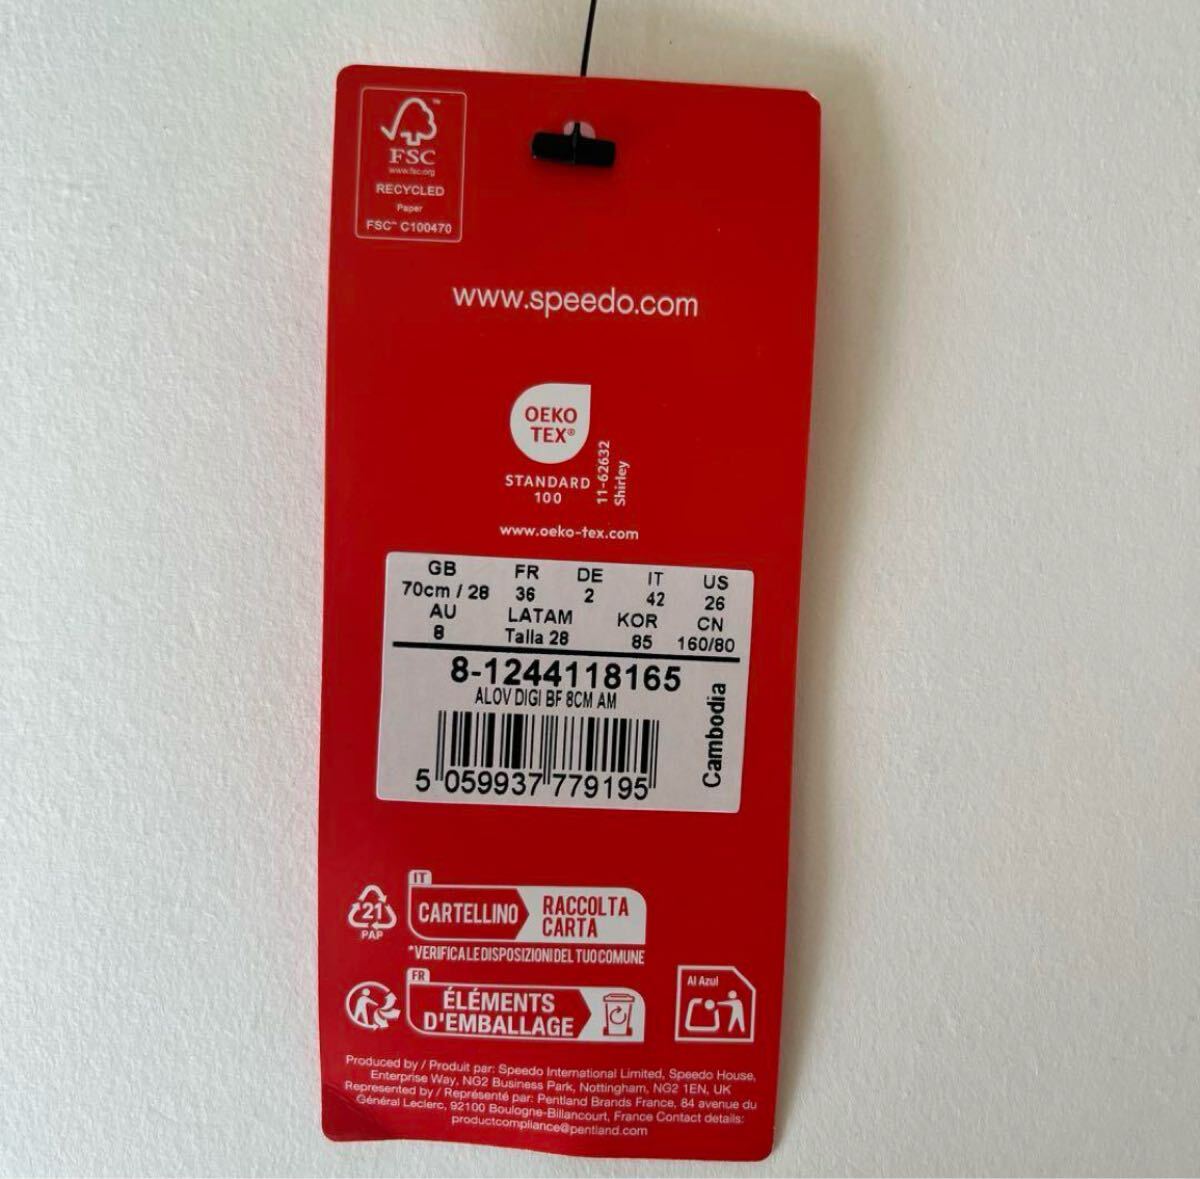 FSC™
www.fsc.org
RECYCLED
Paper
FSC™ C100470
www.speedo.com
OEKO
TEX®
STANDARD
100
11-62632
Shirley
www.oeko-tex.com
GB FR DE IT US
70cm / 28 36 2 42 26
AU LATAM KOR CN
8 Talla 28 85 160/80
8-1244118165
ALOV DIGI BF 8CM AM
Cambodia
5 059937 779195
21
PAP
IT
CARTELLINO
RACCOLTA
CARTA
*VERIFICA LE DISPOSIZIONI DEL TUO COMUNE
FR
ÉLÉMENTS
D'EMBALLAGE
Al Azul
Produced by / Produit par: Speedo International Limited, Speedo House,
Enterprise Way, NG2 Business Park, Nottingham, NG2 1EN, UK
Represented by / Représenté par: Pentland Brands France, 84 avenue du
Général Leclerc, 92100 Boulogne-Billancourt, France Contact details:
productcompliance@pentland.com